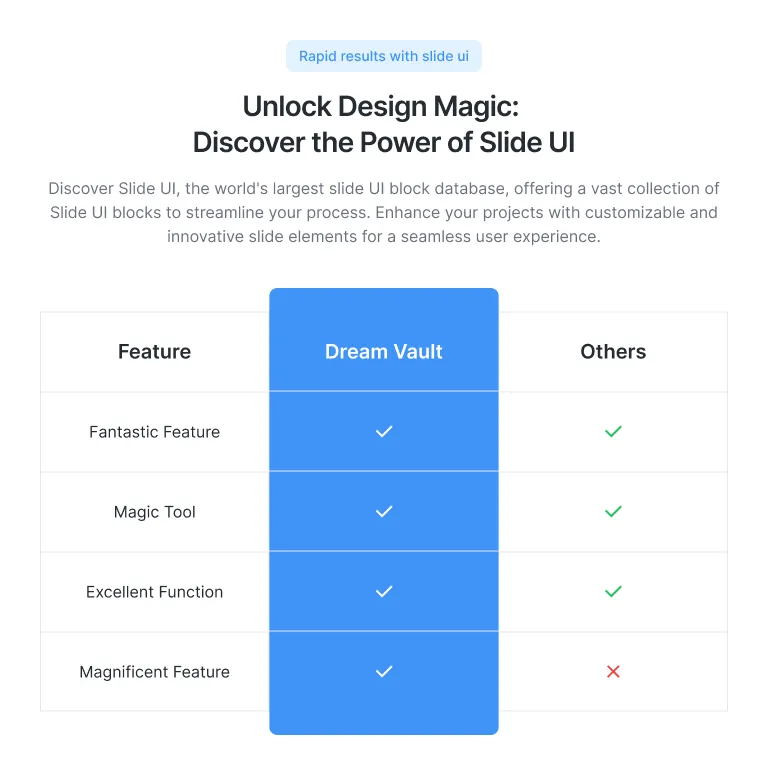 Rapid results with slide ui
Unlock Design Magic:
Discover the Power of Slide UI
Discover Slide UI, the world's largest slide UI block database, offering a vast collection of
Slide UI blocks to streamline your process. Enhance your projects with customizable and
innovative slide elements for a seamless user experience.
Feature Dream Vault Others
Fantastic Feature
Magic Tool
Excellent Function
Magnificent Feature